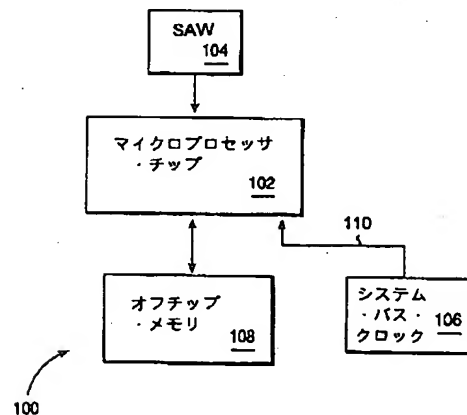 SAW
104
マイクロプロセッサ
・チップ
102
110
オフチップ
・メモリ
108
システム
・バス・
クロック
106
100